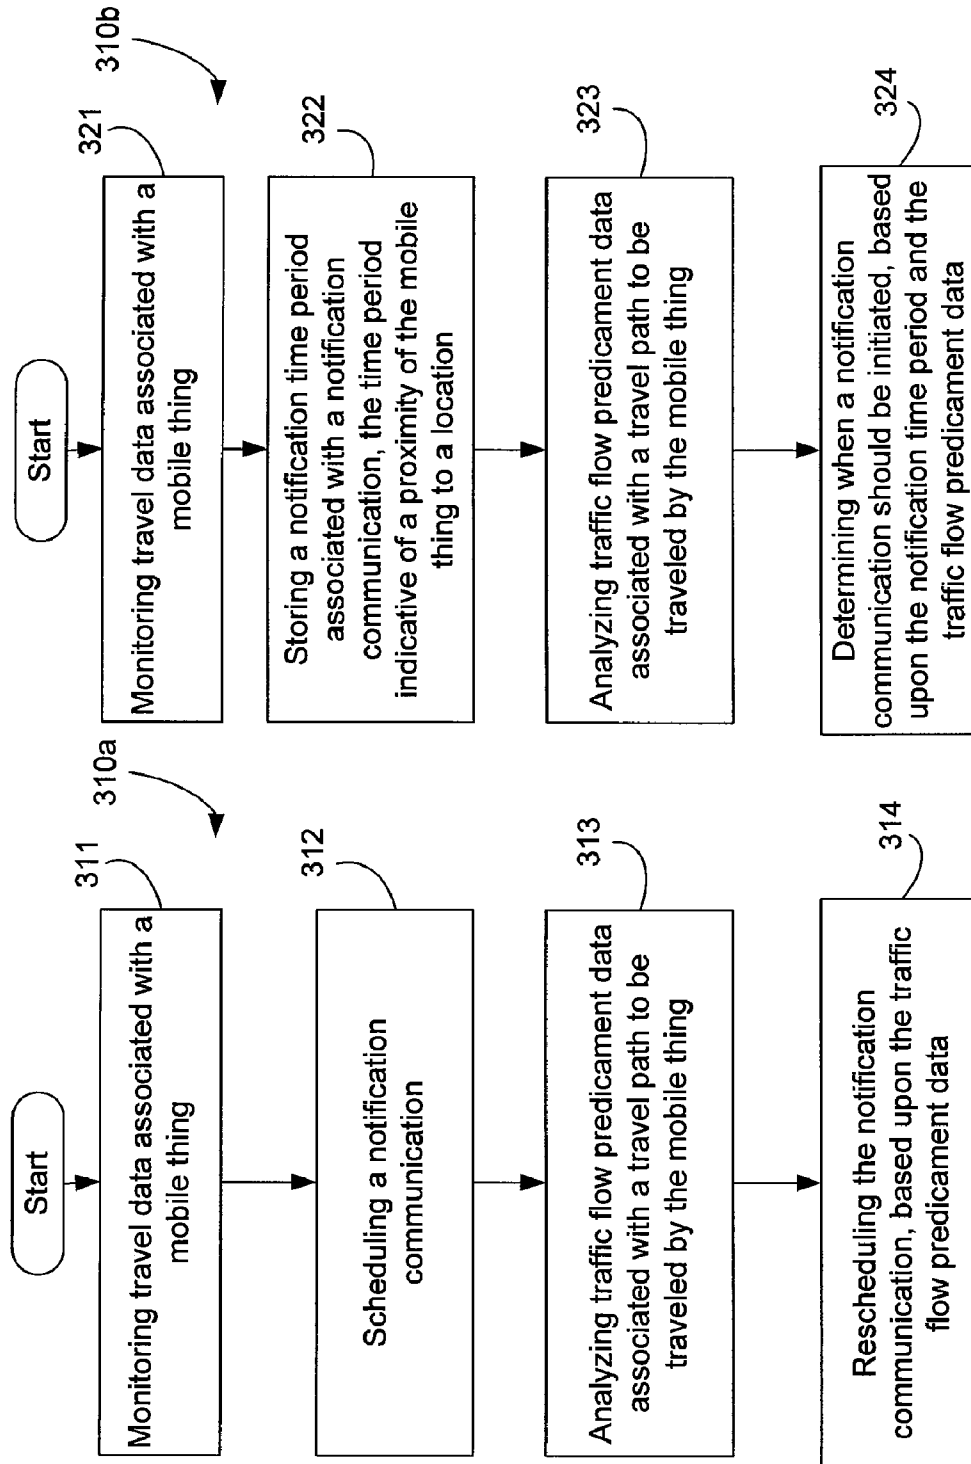 Start
310a
Monitoring travel data associated with a
mobile thing
311
Scheduling a notification
communication
312
Analyzing traffic flow predicament data
associated with a travel path to be
traveled by the mobile thing
313
Rescheduling the notification
communication, based upon the traffic
flow predicament data
314
Start
310b
Monitoring travel data associated with a
mobile thing
321
Storing a notification time period
associated with a notification
communication, the time period
indicative of a proximity of the mobile
thing to a location
322
Analyzing traffic flow predicament data
associated with a travel path to be
traveled by the mobile thing
323
Determining when a notification
communication should be initiated, based
upon the notification time period and the
traffic flow predicament data
324